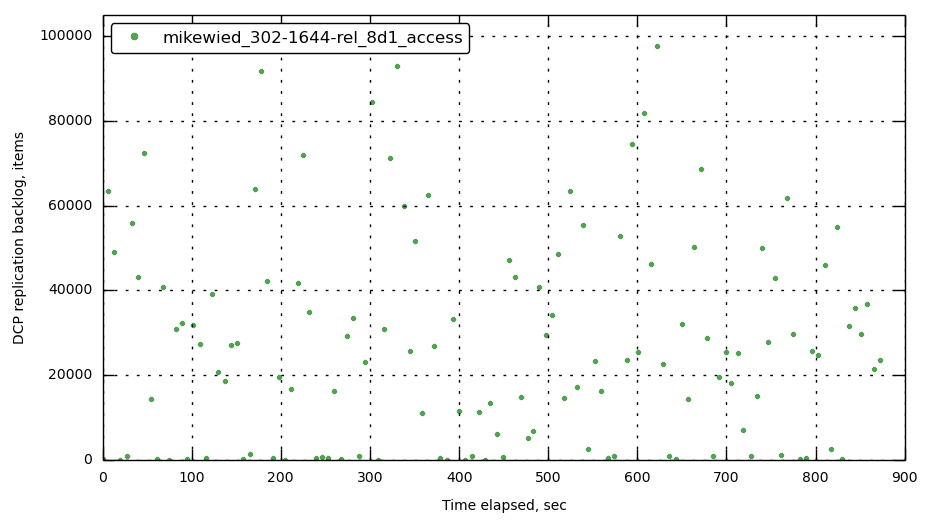 mikewied_302-1644-rel_8d1_access
100000
80000
60000
40000
20000
0
DCP replication backlog, items
0 100 200 300 400 500 600 700 800 900
Time elapsed, sec